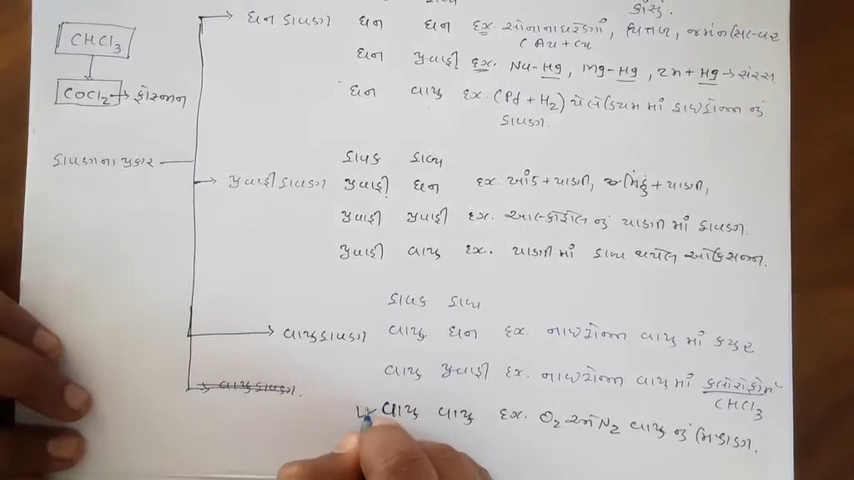 ઘન દ્રાવણ ઘન ઘન દા.ત. સોનાના ઘરેણાં, પિત્તળ, જર્મન સિલ્વર
(Au + Cu
CHCl3
ઘન પ્રવાહી દા.ત. Na-Hg, Mg-Hg, Zn + Hg → સંરસ
COCl2 → ફોસ્જીન
ઘન વાયુ દા.ત. (Pd + H2) પેલેડિયમ માં હાઇડ્રોજન નું
દ્રાવણ.
દ્રાવણના પ્રકાર
દ્રાવક દ્રાવ્ય
પ્રવાહી દ્રાવણ પ્રવાહી ઘન દા.ત. ખાંડ + પાણી, મીઠું + પાણી,
પ્રવાહી પ્રવાહી દા.ત. આલ્કોહોલ નું પાણી માં દ્રાવણ.
પ્રવાહી વાયુ દા.ત. પાણી માં દ્રાવ્ય થયેલ ઓક્સિજન.
દ્રાવક દ્રાવ્ય
વાયુ દ્રાવણ વાયુ ઘન દા.ત. નાઇટ્રોજન વાયુ માં કપુર
વાયુ પ્રવાહી દા.ત. નાઇટ્રોજન વાયુ માં ક્લોરોફોર્મ
CHCl3
વાયુ વાયુ દા.ત. O2 અને N2 વાયુ નું મિશ્રણ.